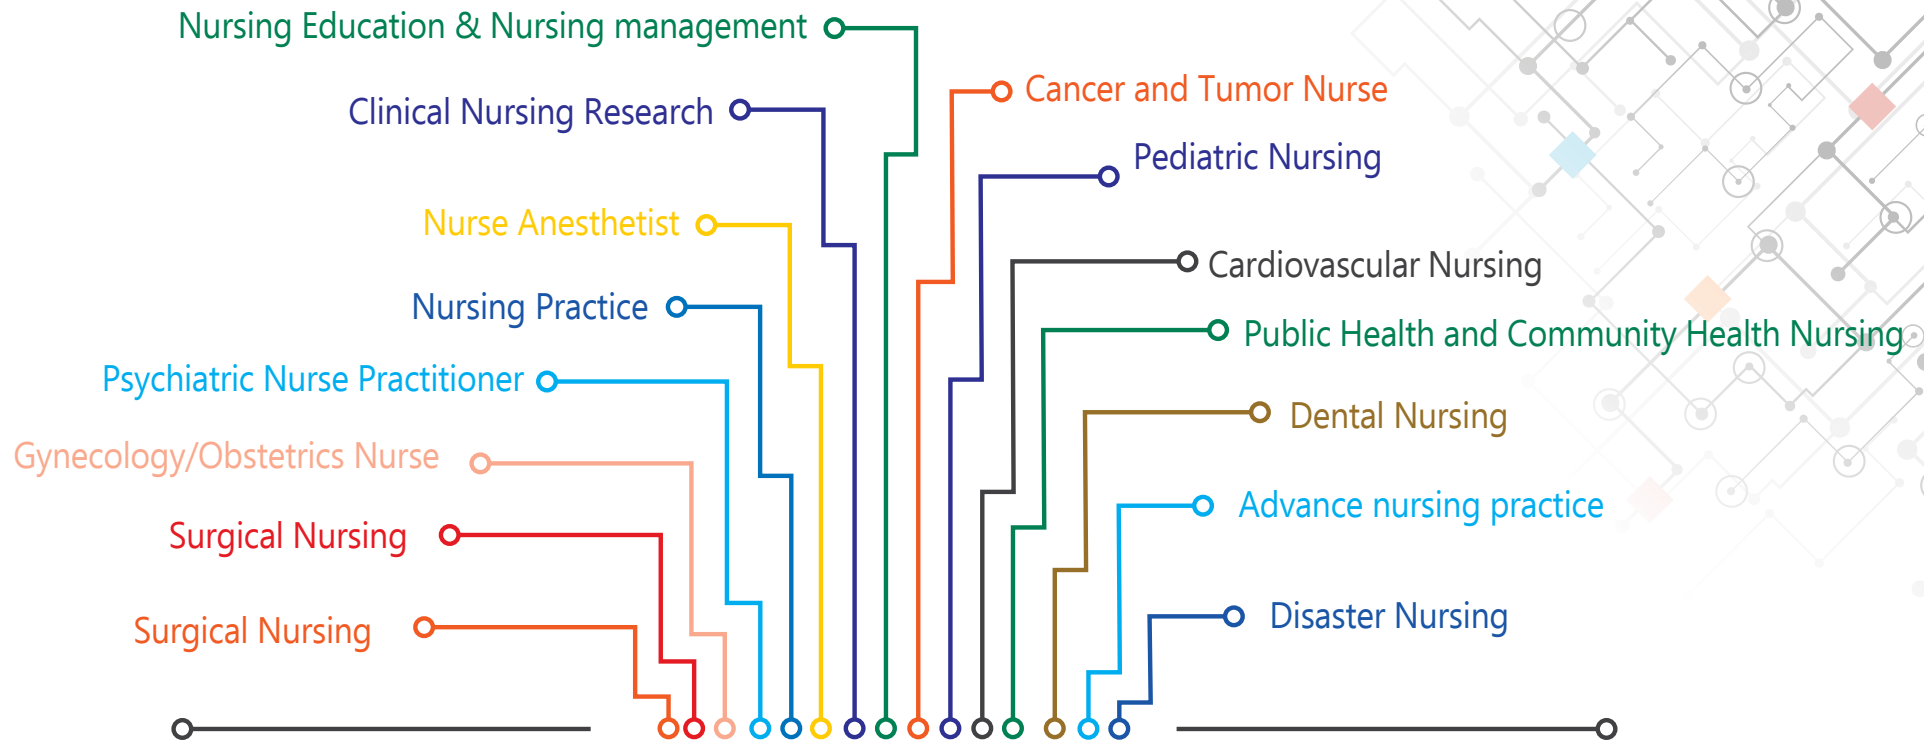 Nursing Education & Nursing management
Clinical Nursing Research
Nurse Anesthetist
Nursing Practice
Psychiatric Nurse Practitioner
Gynecology/Obstetrics Nurse
Surgical Nursing
Surgical Nursing
Cancer and Tumor Nurse
Pediatric Nursing
Cardiovascular Nursing
Public Health and Community Health Nursing
Dental Nursing
Advance nursing practice
Disaster Nursing